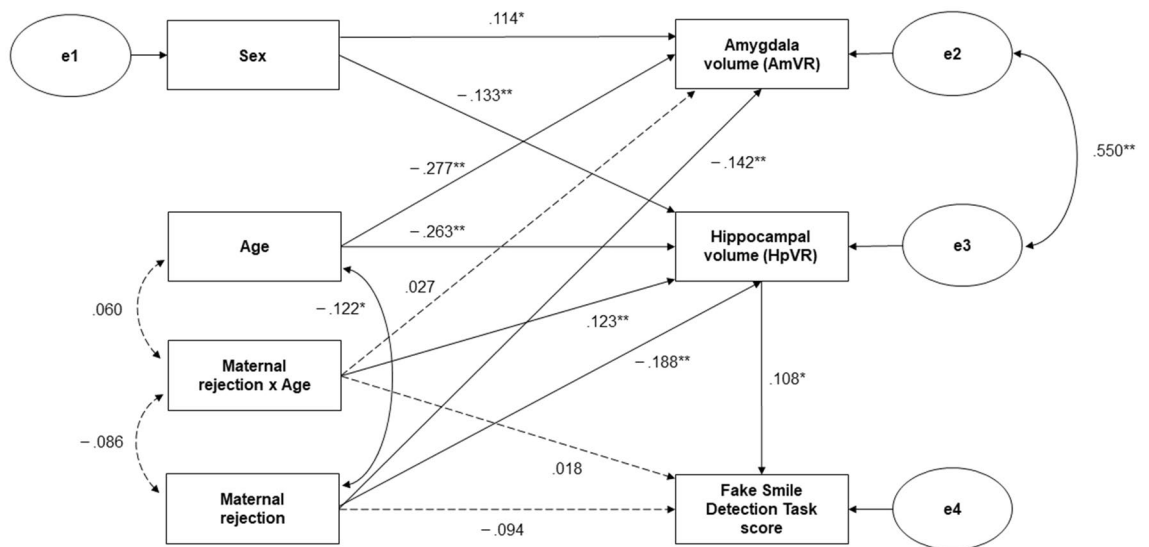 .114*
e1
Sex
Amygdala
volume (AmVR)
e2
−.133**
−.277**
−.142**
.550**
Age
−.263**
Hippocampal
volume (HpVR)
e3
.060
−.122*
.027
.123**
Maternal
rejection x Age
−.188**
.108*
−.086
.018
Maternal
rejection
−.094
Fake Smile
Detection Task
score
e4